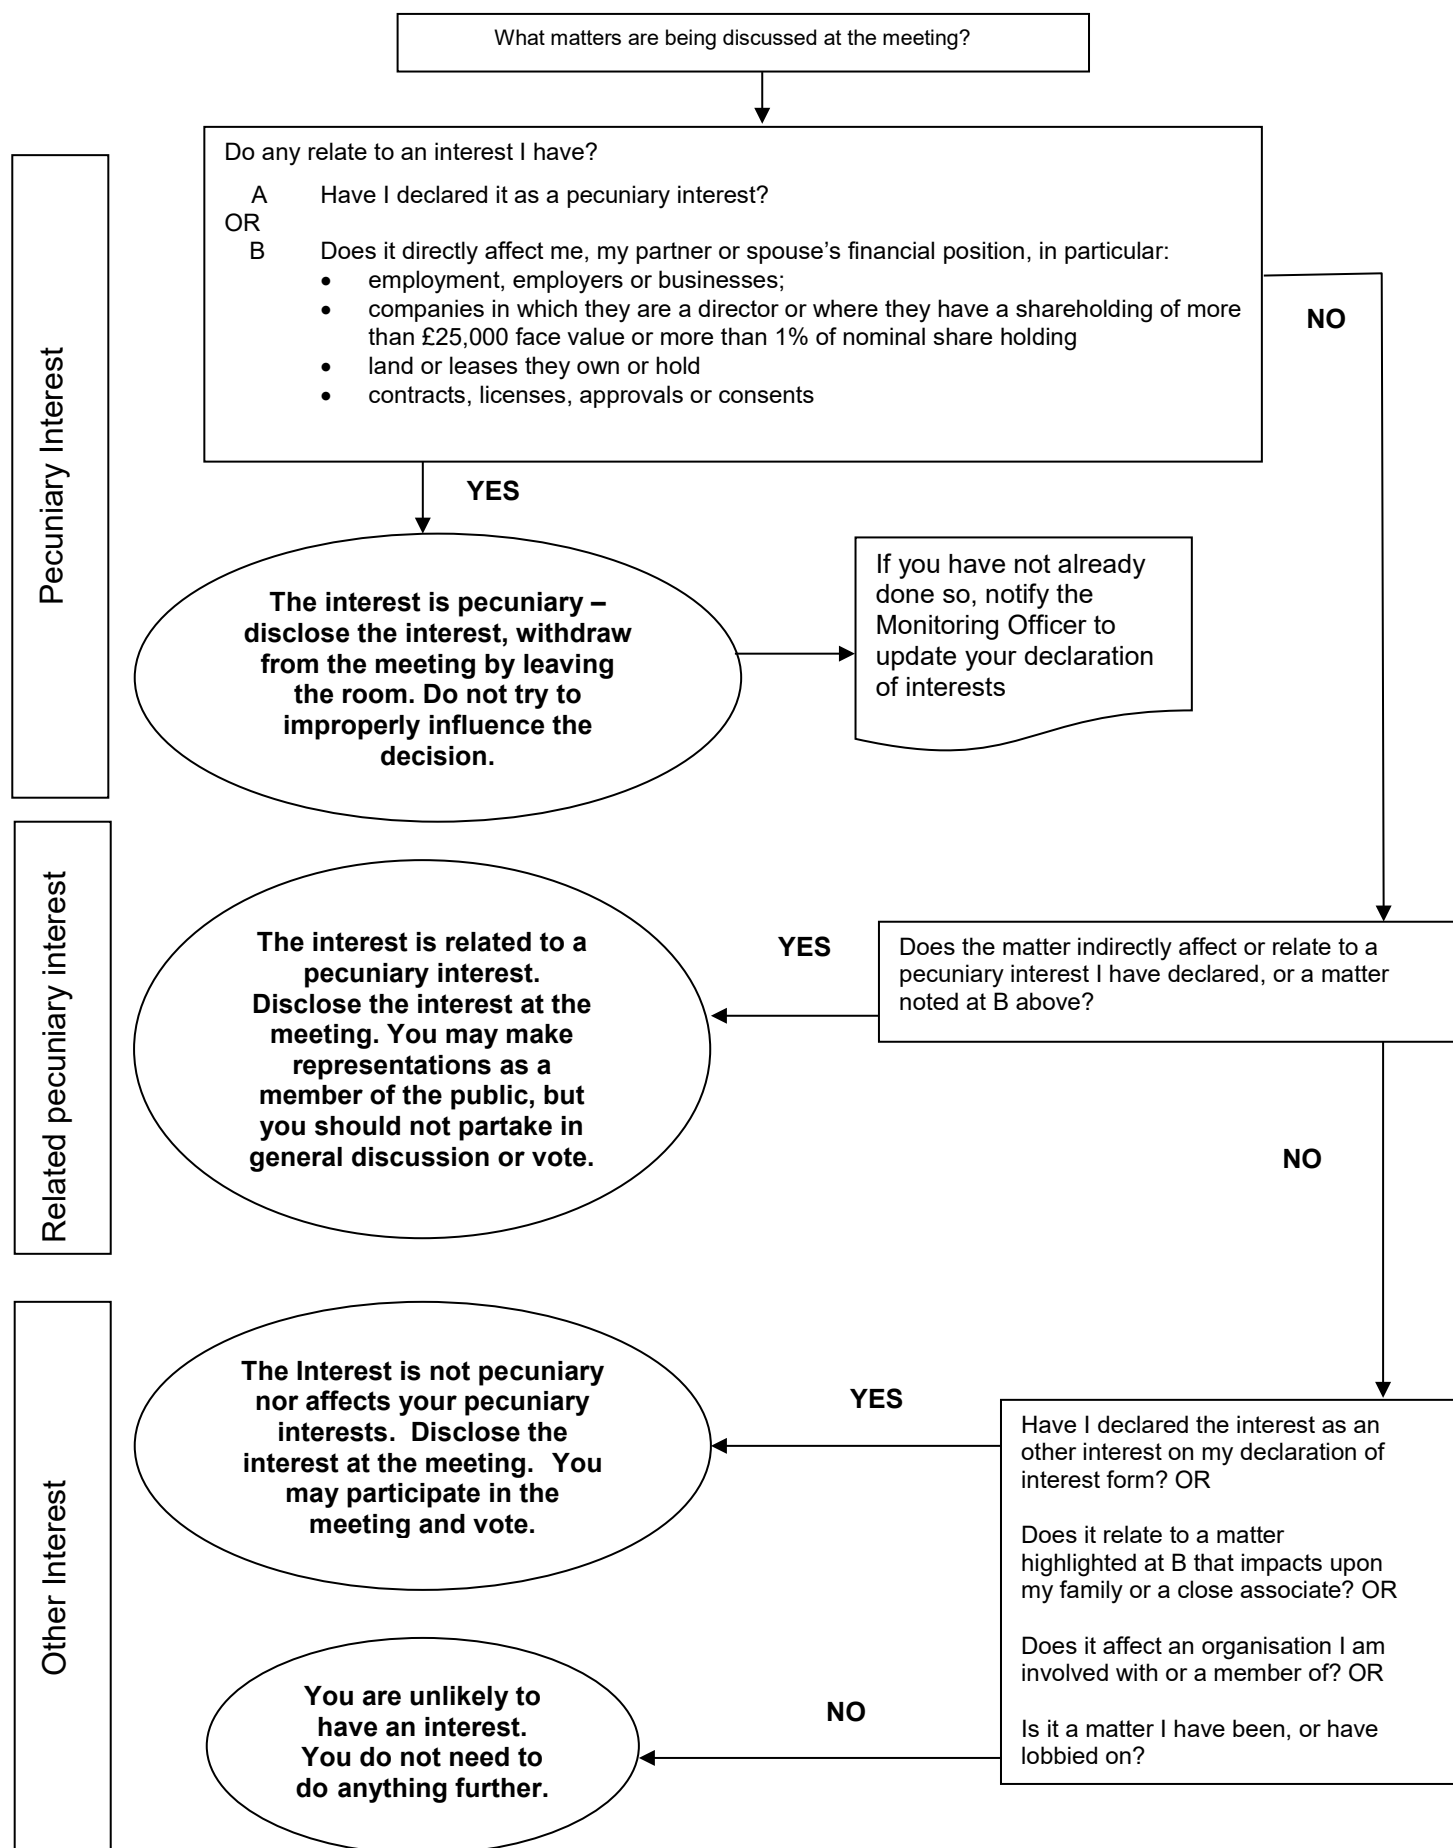 What matters are being discussed at the meeting?
Pecuniary Interest
Do any relate to an interest I have?
A Have I declared it as a pecuniary interest?
OR
B Does it directly affect me, my partner or spouse's financial position, in particular:
• employment, employers or businesses;
• companies in which they are a director or where they have a shareholding of more
than £25,000 face value or more than 1% of nominal share holding
• land or leases they own or hold
• contracts, licenses, approvals or consents
NO
YES
The interest is pecuniary –
disclose the interest, withdraw
from the meeting by leaving
the room. Do not try to
improperly influence the
decision.
If you have not already
done so, notify the
Monitoring Officer to
update your declaration
of interests
Related pecuniary interest
Does the matter indirectly affect or relate to a
pecuniary interest I have declared, or a matter
noted at B above?
YES
The interest is related to a
pecuniary interest.
Disclose the interest at the
meeting. You may make
representations as a
member of the public, but
you should not partake in
general discussion or vote.
NO
Other Interest
Have I declared the interest as an
other interest on my declaration of
interest form? OR
Does it relate to a matter
highlighted at B that impacts upon
my family or a close associate? OR
Does it affect an organisation I am
involved with or a member of? OR
Is it a matter I have been, or have
lobbied on?
YES
The Interest is not pecuniary
nor affects your pecuniary
interests. Disclose the
interest at the meeting. You
may participate in the
meeting and vote.
NO
You are unlikely to
have an interest.
You do not need to
do anything further.